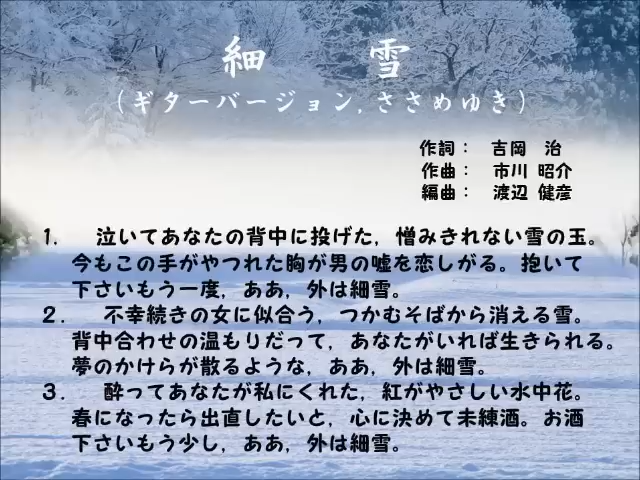 細 雪
(ギターバージョン,ささめゆき)
作詞： 吉岡 治
作曲： 市川 昭介
編曲： 渡辺 健彦
1. 泣いてあなたの背中に投げた, 憎みきれない雪の玉。
今もこの手がやつれた胸が男の嘘を恋しがる。抱いて
下さいもう一度, ああ, 外は細雪。
2. 不幸続きの女に似合う, つかむそばから消える雪。
背中合わせの温もりだって, あなたがいれば生きられる。
夢のかけらが散るような, ああ, 外は細雪。
3. 酔ってあなたが私にくれた, 紅がやさしい水中花。
春になったら出直したいと, 心に決めて未練酒。お酒
下さいもう少し, ああ, 外は細雪。